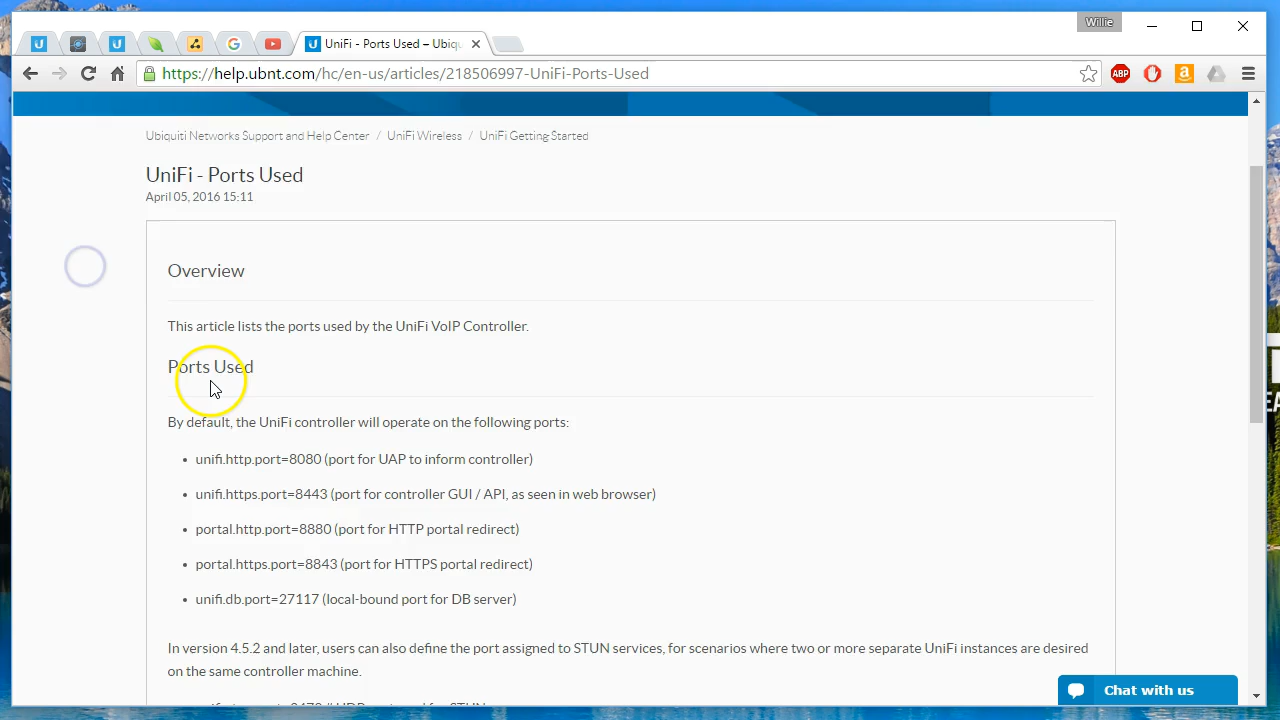 Willie
UniFi - Ports Used – Ubiqu
https://help.ubnt.com/hc/en-us/articles/218506997-UniFi-Ports-Used
ABP
Ubiquiti Networks Support and Help Center / UniFi Wireless / UniFi Getting Started
UniFi - Ports Used
April 05, 2016 15:11
Overview
This article lists the ports used by the UniFi VoIP Controller.
Ports Used
By default, the UniFi controller will operate on the following ports:
• unifi.http.port=8080 (port for UAP to inform controller)
• unifi.https.port=8443 (port for controller GUI / API, as seen in web browser)
• portal.http.port=8880 (port for HTTP portal redirect)
• portal.https.port=8843 (port for HTTPS portal redirect)
• unifi.db.port=27117 (local-bound port for DB server)
In version 4.5.2 and later, users can also define the port assigned to STUN services, for scenarios where two or more separate UniFi instances are desired
on the same controller machine.
Chat with us